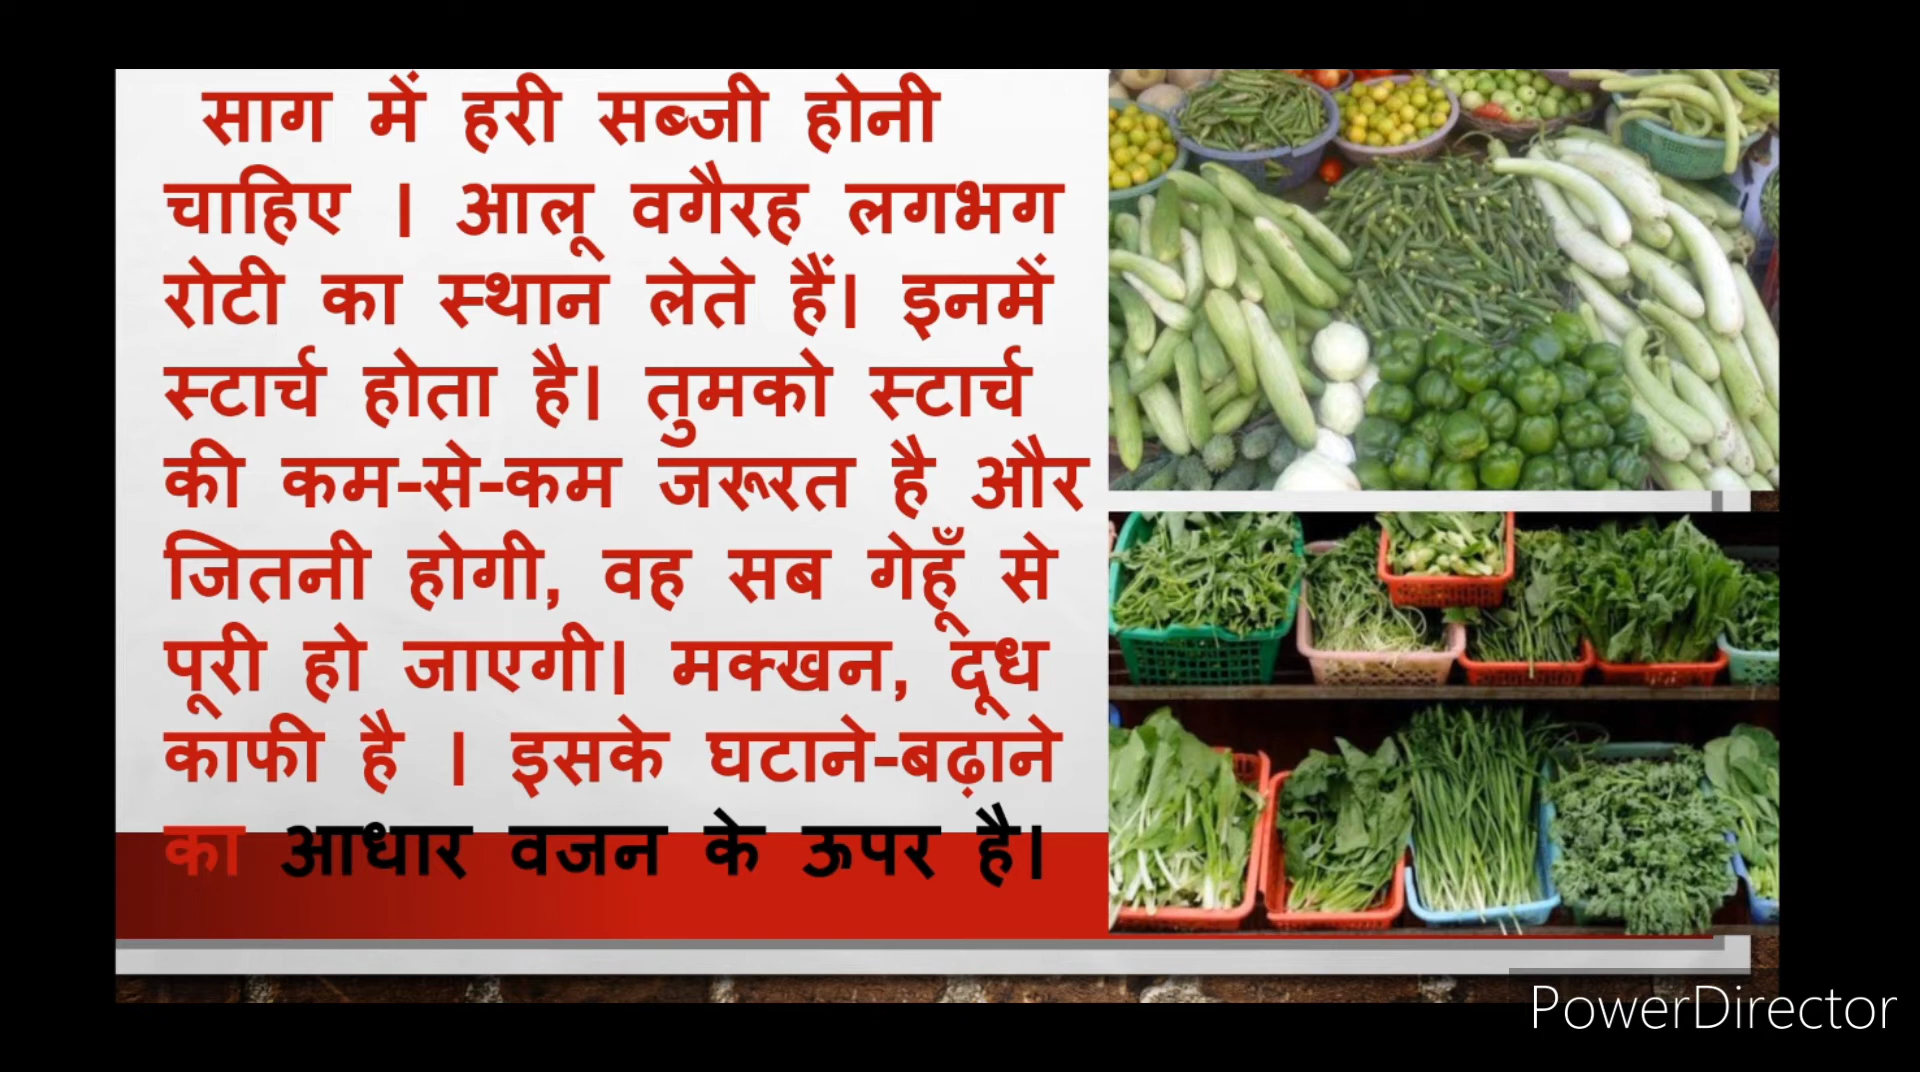 साग में हरी सब्जी होनी
चाहिए । आलू वगैरह लगभग
रोटी का स्थान लेते हैं। इनमें
स्टार्च होता है। तुमको स्टार्च
की कम-से-कम जरूरत है और
जितनी होगी, वह सब गेहूँ से
पूरी हो जाएगी। मक्खन, दूध
काफी है । इसके घटाने-बढ़ाने
का आधार वजन के ऊपर है।
PowerDirector